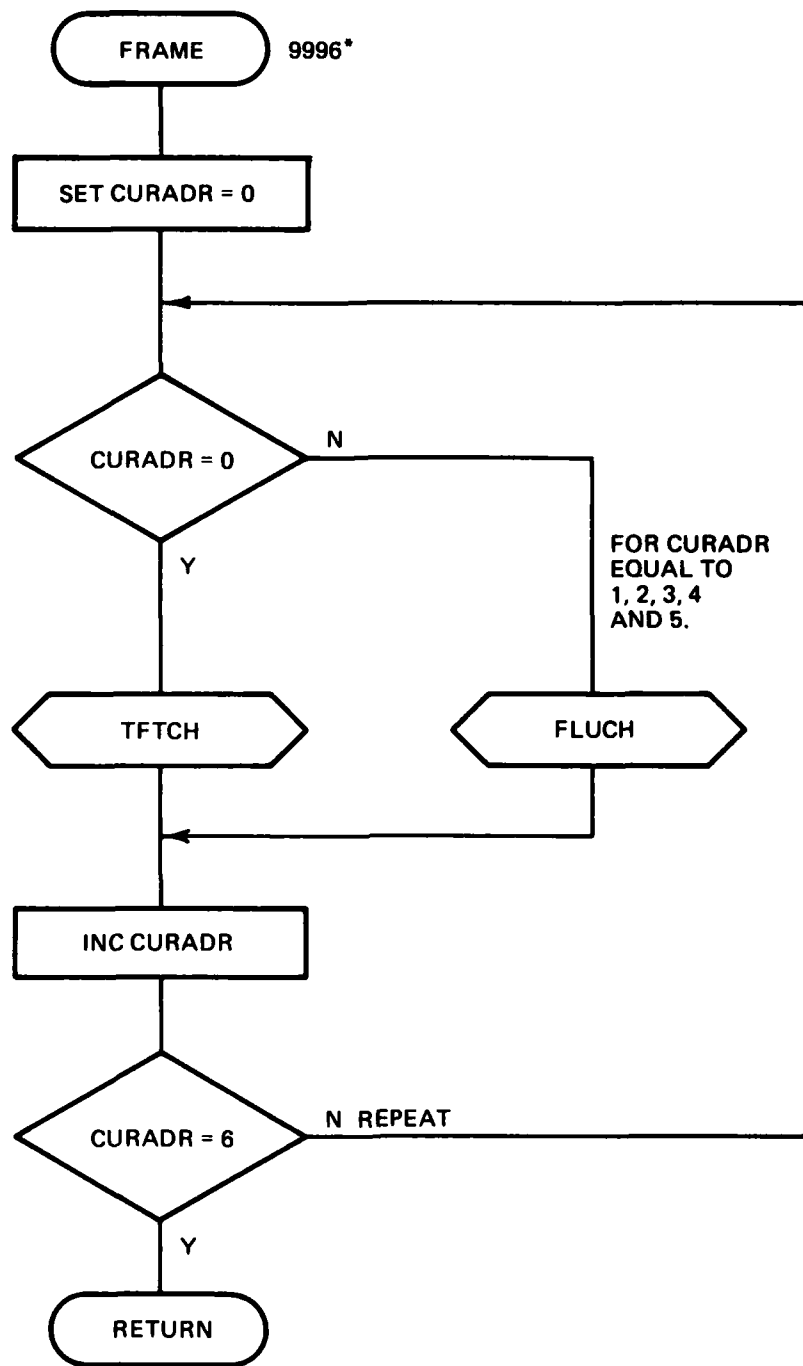 FRAME 9996*
SET CURADR = 0
CURADR = 0
N
Y
FOR CURADR
EQUAL TO
1, 2, 3, 4
AND 5.
TFTCH
FLUCH
INC CURADR
CURADR = 6
N REPEAT
Y
RETURN